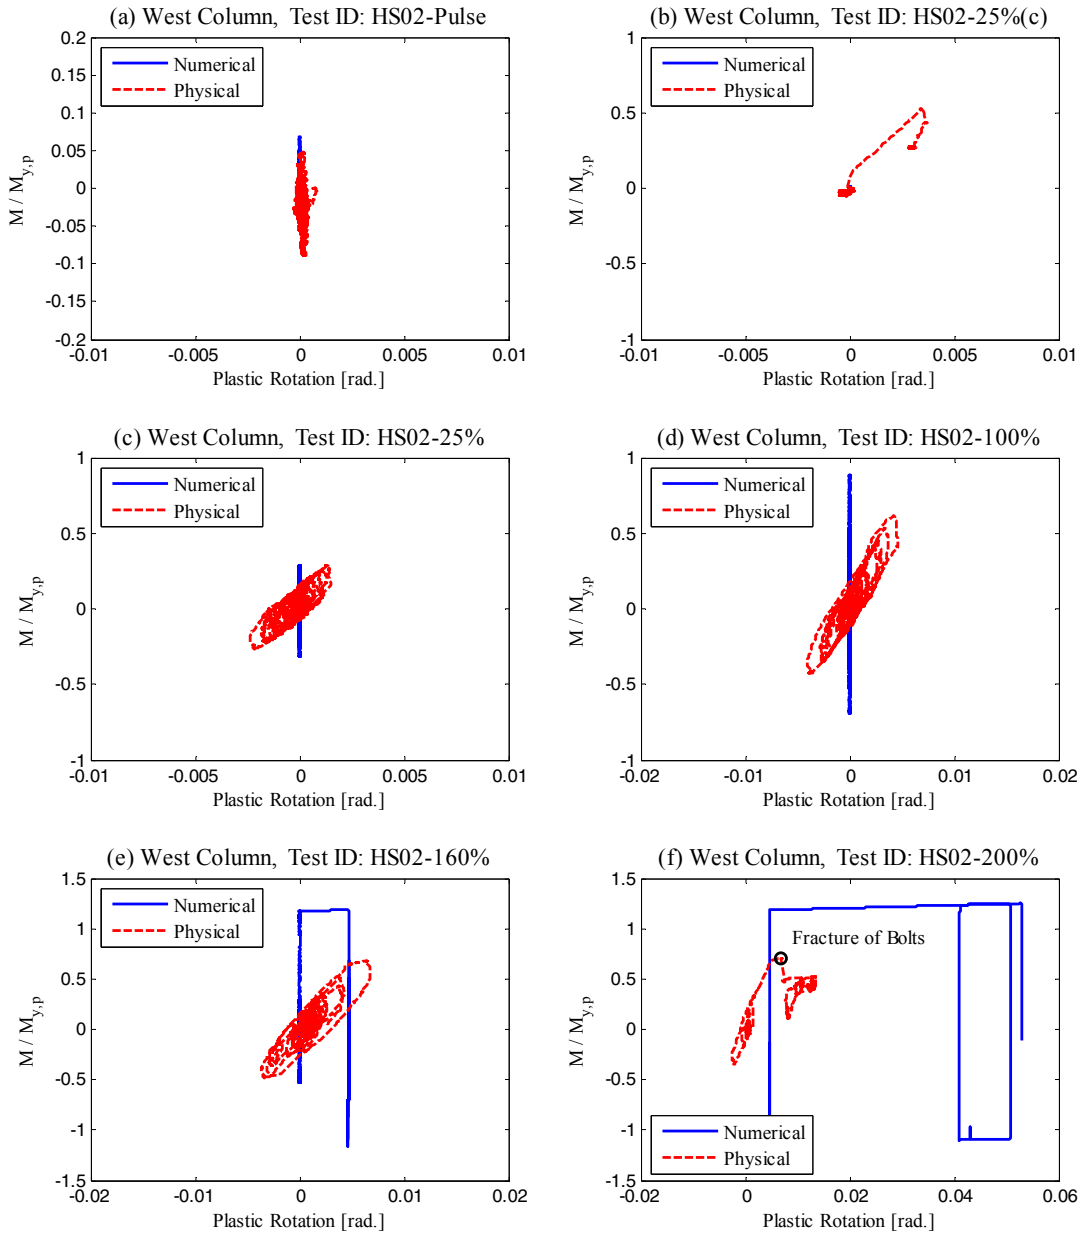 (a) West Column, Test ID: HS02-Pulse
0.2
0.15
0.1
0.05
0
-0.05
-0.1
-0.15
-0.2
-0.01 -0.005 0 0.005 0.01
M / My,p
Plastic Rotation [rad.]
Numerical
Physical
(b) West Column, Test ID: HS02-25%(c)
1
0.5
0
-0.5
-1
-0.01 -0.005 0 0.005 0.01
M / My,p
Plastic Rotation [rad.]
Numerical
Physical
(c) West Column, Test ID: HS02-25%
1
0.5
0
-0.5
-1
-0.01 -0.005 0 0.005 0.01
M / My,p
Plastic Rotation [rad.]
Numerical
Physical
(d) West Column, Test ID: HS02-100%
1
0.5
0
-0.5
-1
-0.02 -0.01 0 0.01 0.02
M / My,p
Plastic Rotation [rad.]
Numerical
Physical
(e) West Column, Test ID: HS02-160%
1.5
1
0.5
0
-0.5
-1
-1.5
-0.02 -0.01 0 0.01 0.02
M / My,p
Plastic Rotation [rad.]
Numerical
Physical
(f) West Column, Test ID: HS02-200%
1.5
1
0.5
0
-0.5
-1
-1.5
-0.02 0 0.02 0.04 0.06
M / My,p
Plastic Rotation [rad.]
Fracture of Bolts
Numerical
Physical